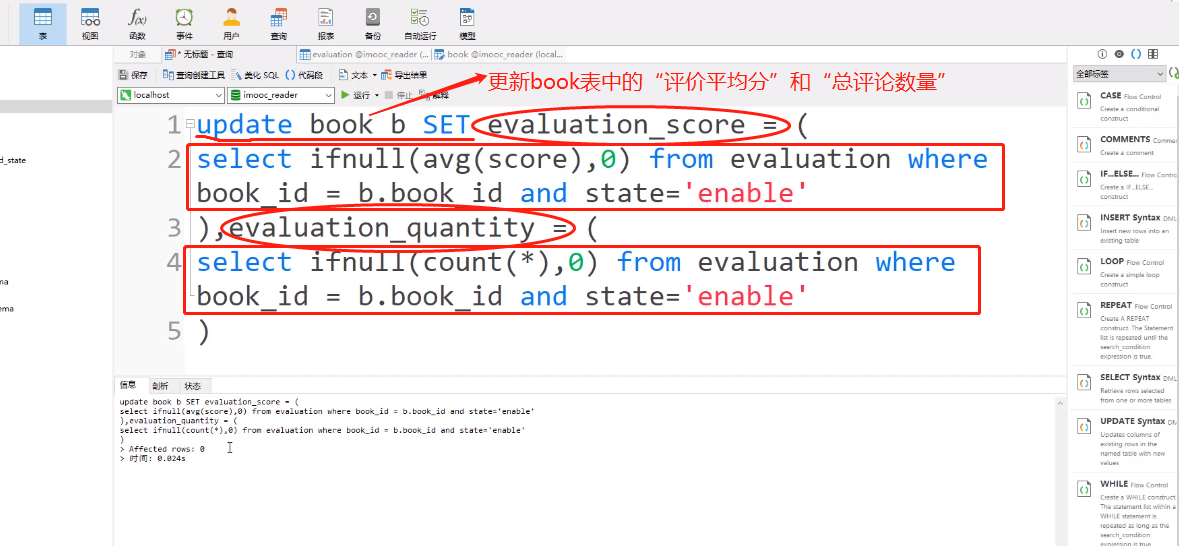 表 视图 函数 事件 用户 查询 报表 备份 自动运行 模型
对象 * 无标题 - 查询 evaluation @imooc_reader (... book @imooc_reader (local...
保存 查询创建工具 美化 SQL () 代码段 文本 导出结果
localhost imooc_reader 运行 停止 解释
更新book表中的“评价平均分”和“总评论数量”
1 update book b SET evaluation_score = (
2 select ifnull(avg(score),0) from evaluation where
book_id = b.book_id and state='enable'
3 ),evaluation_quantity = (
4 select ifnull(count(*),0) from evaluation where
book_id = b.book_id and state='enable'
5 )
d_state
ma
ema
信息 剖析 状态
update book b SET evaluation_score = (
select ifnull(avg(score),0) from evaluation where book_id = b.book_id and state='enable'
),evaluation_quantity = (
select ifnull(count(*),0) from evaluation where book_id = b.book_id and state='enable'
)
> Affected rows: 0
> 时间: 0.024s
全部标签
CASE Flow Control
Create a conditional
construct
COMMENTS Commen
Create a comment
IF...ELSE... Flow Contro
Create a IF...ELSE...
construct
INSERT Syntax DML
Insert new rows into an
existing table
LOOP Flow Control
Create a simple loop
construct
REPEAT Flow Control
Create A REPEAT
construct. The Statement
list is repeated until the
search_condition
expression is true.
SELECT Syntax DML
Retrieve rows selected
from one or more tables
UPDATE Syntax DM
Updates columns of
existing rows in the
named table with new
values
WHILE Flow Control
Create a WHILE construct.
The statement list within a
WHILE statement is
repeated as long as the
search_condition
expression is true.